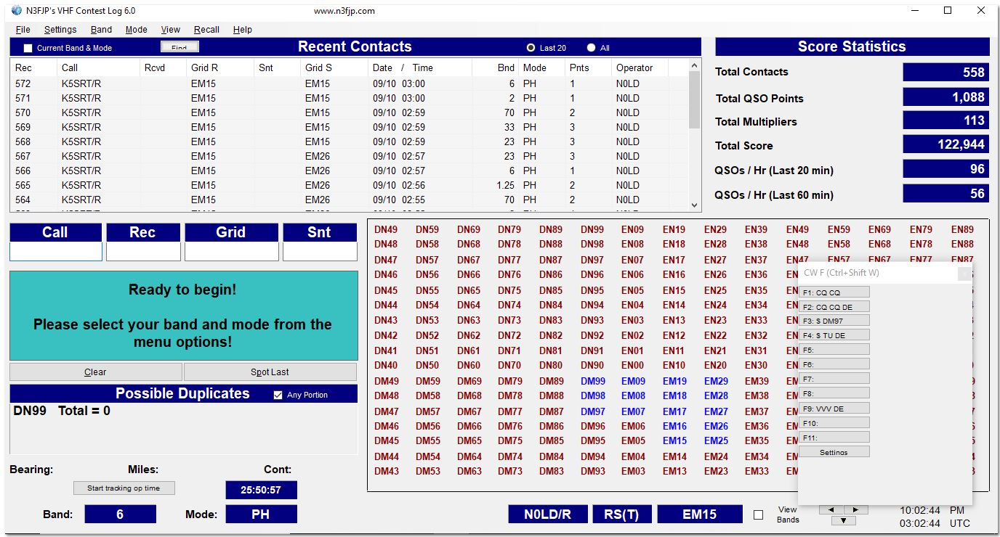 N3FJP's VHF Contest Log 6.0 www.n3fjp.com
File Settings Band Mode View Recall Help
Current Band & Mode Find Recent Contacts Last 20 All
Rec Call Rcvd Grid R Snt Grid S Date / Time Bnd Mode Pnts Operator
572 K5SRT/R EM15 EM15 09/10 03:00 6 PH 1 N0LD
571 K5SRT/R EM15 EM15 09/10 03:00 2 PH 1 N0LD
570 K5SRT/R EM15 EM15 09/10 02:59 70 PH 2 N0LD
569 K5SRT/R EM15 EM15 09/10 02:59 33 PH 3 N0LD
568 K5SRT/R EM15 EM15 09/10 02:59 23 PH 3 N0LD
567 K5SRT/R EM15 EM26 09/10 02:57 23 PH 3 N0LD
566 K5SRT/R EM15 EM26 09/10 02:57 6 PH 1 N0LD
565 K5SRT/R EM15 EM26 09/10 02:56 1.25 PH 2 N0LD
564 K5SRT/R EM15 EM26 09/10 02:55 70 PH 2 N0LD
Score Statistics
Total Contacts 558
Total QSO Points 1,088
Total Multipliers 113
Total Score 122,944
QSOs / Hr (Last 20 min) 96
QSOs / Hr (Last 60 min) 56
Call Rec Grid Snt
Ready to begin!
Please select your band and mode from the
menu options!
Clear Spot Last
Possible Duplicates Any Portion
DN99 Total = 0
Bearing: Miles: Cont:
Start tracking op time 25:50:57
Band: 6 Mode: PH
DN49 DN59 DN69 DN79 DN89 DN99 EN09 EN19 EN29 EN39 EN49 EN59 EN69 EN79 EN89
DN48 DN58 DN68 DN78 DN88 DN98 EN08 EN18 EN28 EN38 EN48 EN58 EN68 EN78 EN88
DN47 DN57 DN67 DN77 DN87 DN97 EN07 EN17 EN27 EN37 EN47 EN57 EN67 EN77 EN87
DN46 DN56 DN66 DN76 DN86 DN96 EN06 EN16 EN26 EN36
DN45 DN55 DN65 DN75 DN85 DN95 EN05 EN15 EN25 EN35
DN44 DN54 DN64 DN74 DN84 DN94 EN04 EN14 EN24 EN34
DN43 DN53 DN63 DN73 DN83 DN93 EN03 EN13 EN23 EN33
DN42 DN52 DN62 DN72 DN82 DN92 EN02 EN12 EN22 EN32
DN41 DN51 DN61 DN71 DN81 DN91 EN01 EN11 EN21 EN31
DN40 DN50 DN60 DN70 DN80 DN90 EN00 EN10 EN20 EN30
DM49 DM59 DM69 DM79 DM89 DM99 EM09 EM19 EM29 EM39
DM48 DM58 DM68 DM78 DM88 DM98 EM08 EM18 EM28 EM38
DM47 DM57 DM67 DM77 DM87 DM97 EM07 EM17 EM27 EM37
DM46 DM56 DM66 DM76 DM86 DM96 EM06 EM16 EM26 EM36
DM45 DM55 DM65 DM75 DM85 DM95 EM05 EM15 EM25 EM35
DM44 DM54 DM64 DM74 DM84 DM94 EM04 EM14 EM24 EM34
DM43 DM53 DM63 DM73 DM83 DM93 EM03 EM13 EM23 EM33
CW F (Ctrl+Shift W)
F1: CQ CQ
F2: CQ CQ DE
F3: $ DM97
F4: $ TU DE
F5:
F6:
F7:
F8:
F9: VVV DE
F10:
F11:
Settings
N0LD/R RS(T) EM15 View Bands
10:02:44 PM
03:02:44 UTC